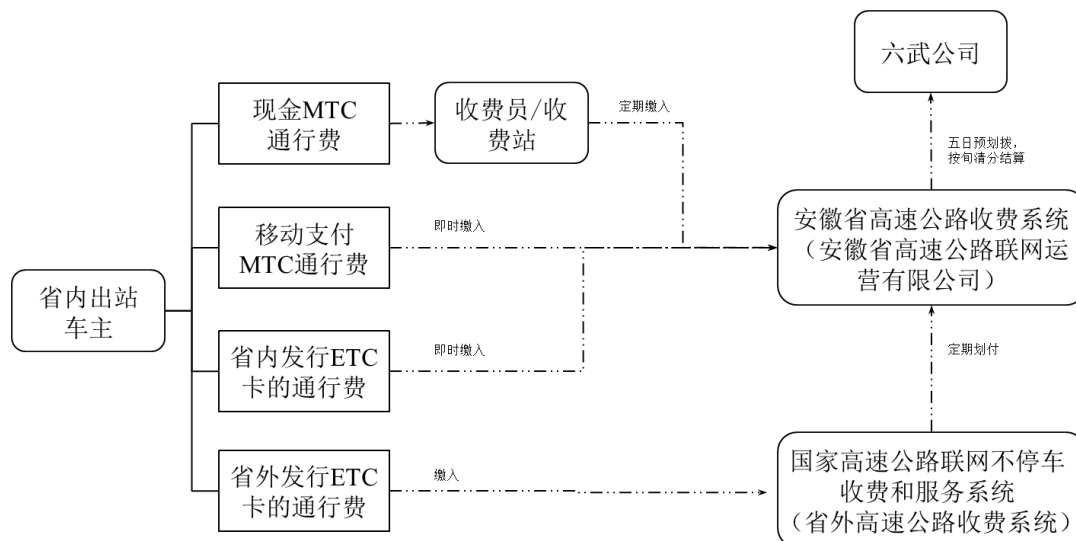 六武公司
现金MTC
通行费
收费员/收
费站
定期缴入
五日预划拨，
按旬清分结算
移动支付
MTC通行费
即时缴入
安徽省高速公路收费系统
（安徽省高速公路联网运
营有限公司）
省内出站
车主
省内发行ETC
卡的通行费
即时缴入
定期划付
省外发行ETC
卡的通行费
缴入
国家高速公路联网不停车
收费和服务系统
（省外高速公路收费系统）